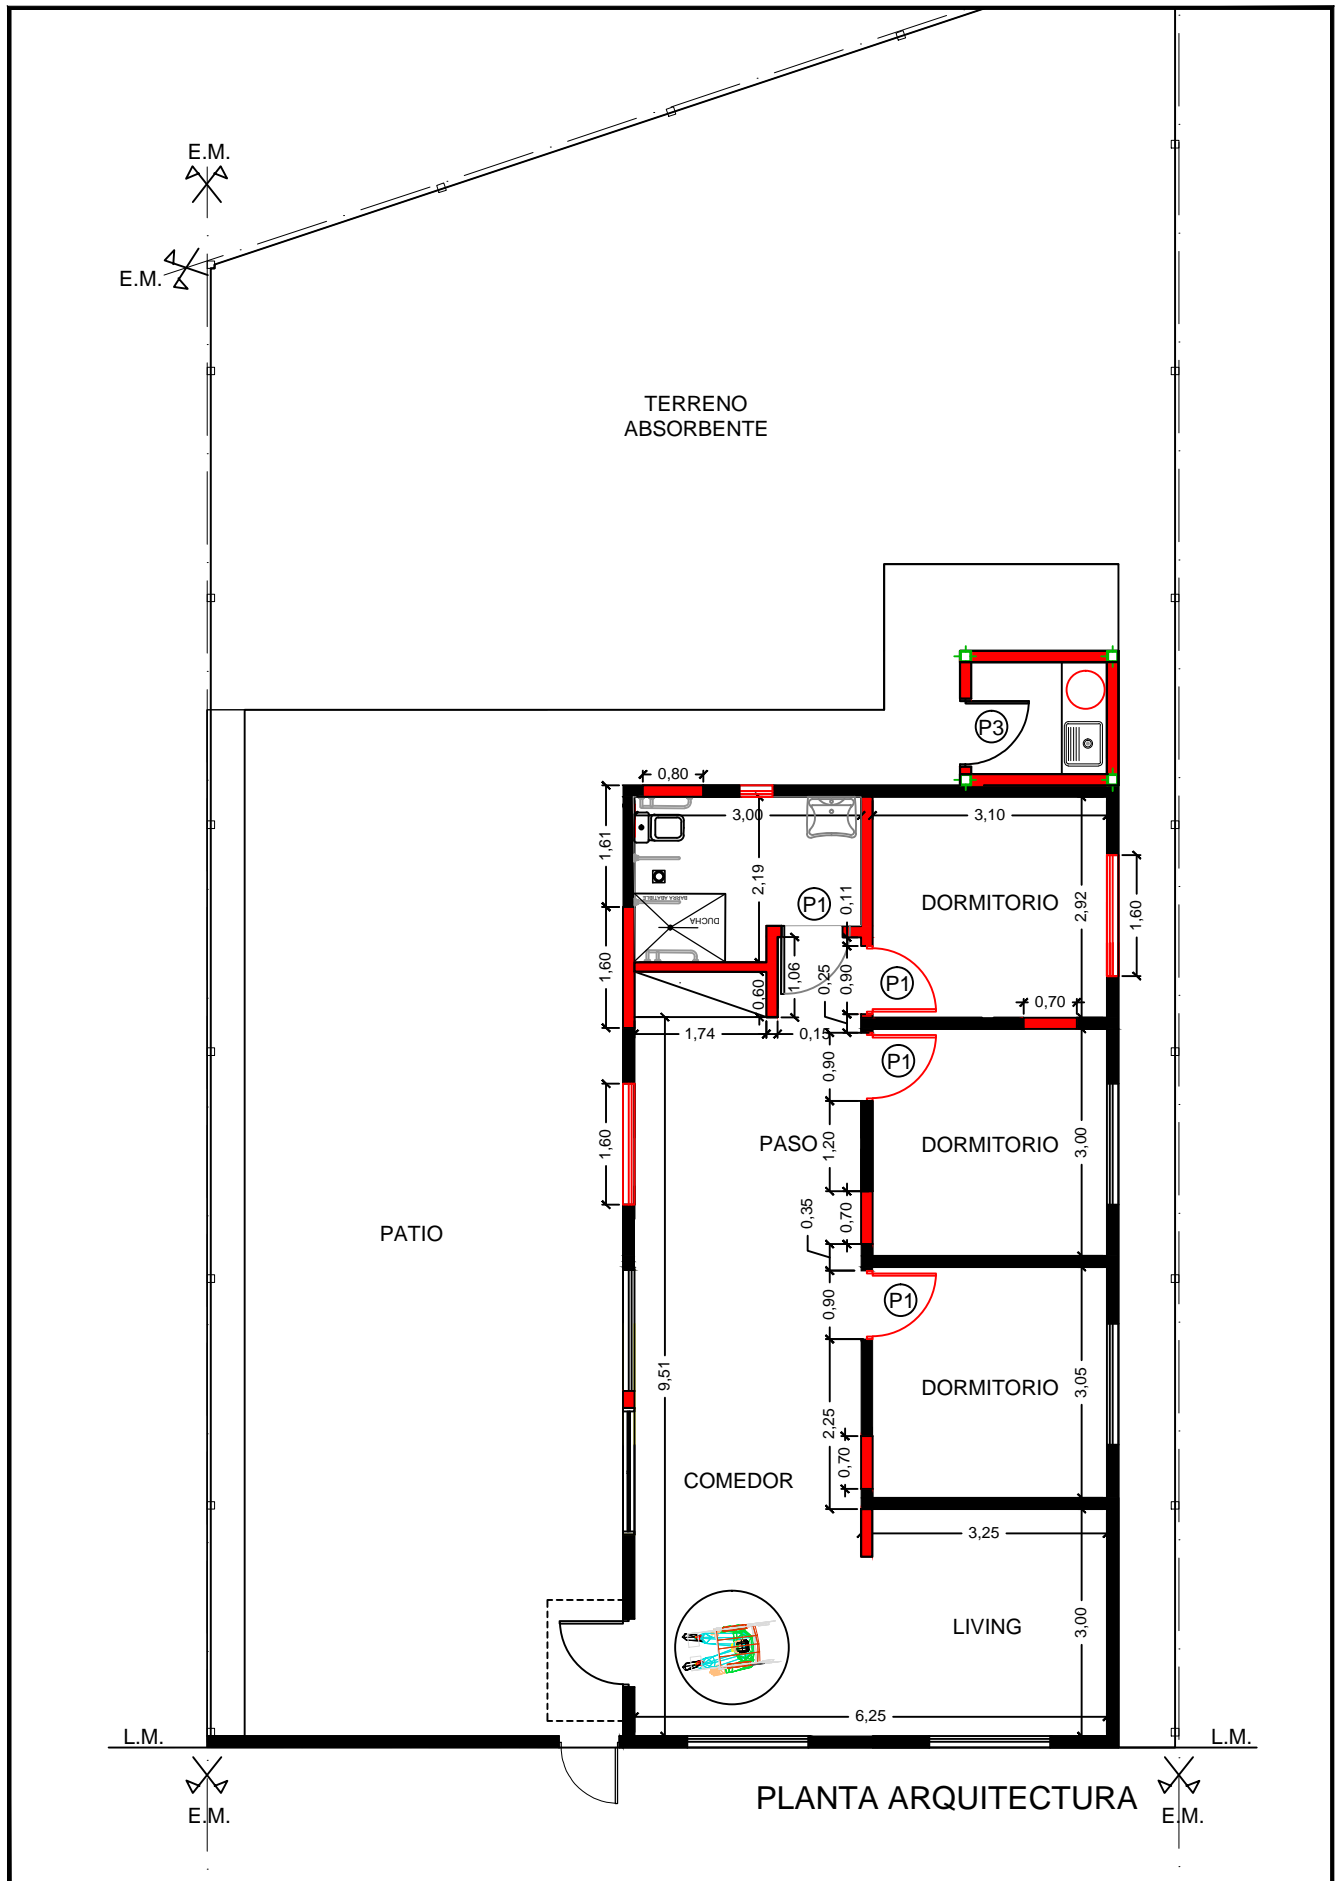 E.M.
E.M.
TERRENO
ABSORBENTE
P3
0,80
3,00
3,10
1,61
2,19
BARRA ABATIBLE
DUCHA
P1
0,11
DORMITORIO
2,92
1,60
1,60
1,06
0,60
0,25
0,90
P1
0,70
1,74
0,15
0,90
P1
1,60
PASO
1,20
DORMITORIO
3,00
0,35
0,70
PATIO
0,90
P1
9,51
DORMITORIO
3,05
2,25
0,70
COMEDOR
3,25
LIVING
3,00
6,25
L.M.
L.M.
PLANTA ARQUITECTURA
E.M.
E.M.